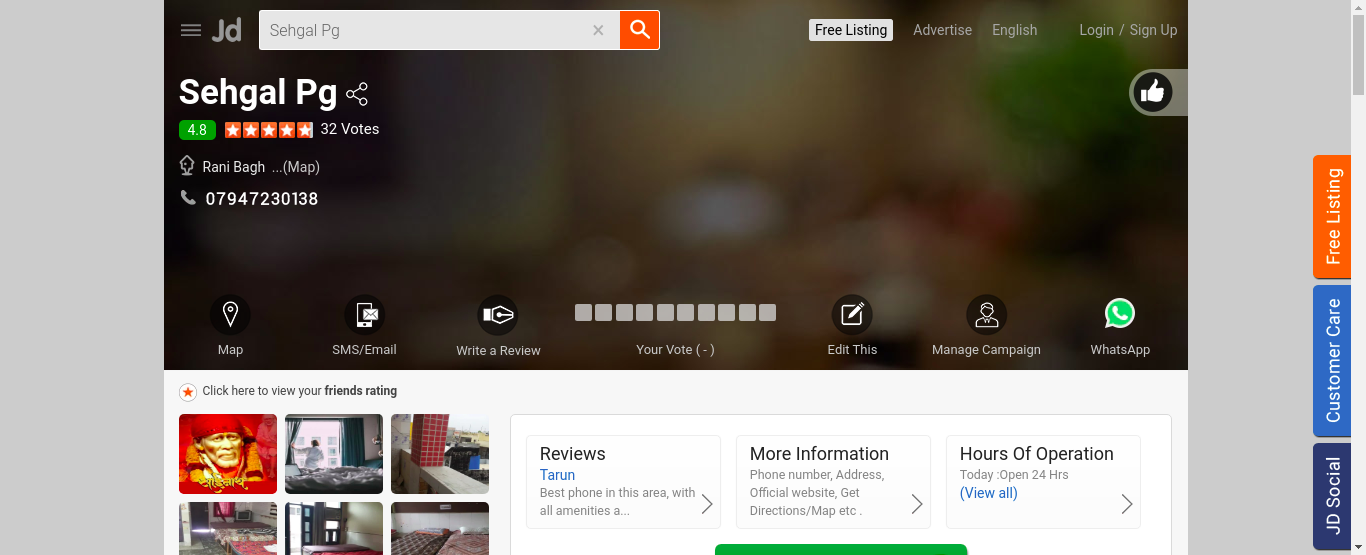 Jd
Sehgal Pg
Free Listing
Advertise
English
Login / Sign Up
Sehgal Pg
4.8
32 Votes
Rani Bagh ...(Map)
07947230138
Map
SMS/Email
Write a Review
Your Vote ( - )
Edit This
Manage Campaign
WhatsApp
Click here to view your friends rating
Reviews
Tarun
Best phone in this area, with
all amenities a...
More Information
Phone number, Address,
Official website, Get
Directions/Map etc .
Hours Of Operation
Today :Open 24 Hrs
(View all)
Free Listing
Customer Care
JD Social